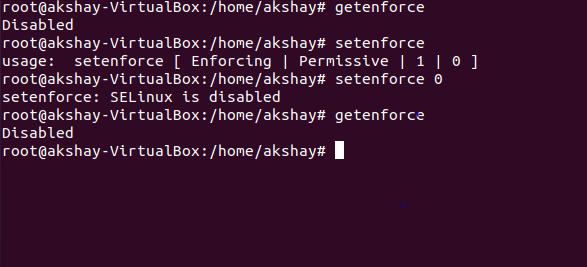 root@akshay-VirtualBox:/home/akshay# getenforce
Disabled
root@akshay-VirtualBox:/home/akshay# setenforce
usage:  setenforce [ Enforcing | Permissive | 1 | 0 ]
root@akshay-VirtualBox:/home/akshay# setenforce 0
setenforce: SELinux is disabled
root@akshay-VirtualBox:/home/akshay# getenforce
Disabled
root@akshay-VirtualBox:/home/akshay#